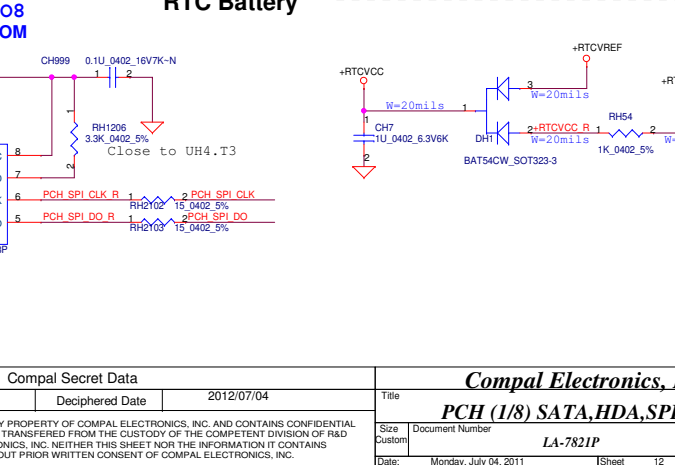 RTC Battery
CH999 0.1U_0402_16V7K~N
1 2
1
RH1206
3.3K_0402_5%
2
Close to UH4.T3
8
7
6 PCH_SPI_CLK_R 1 2 PCH_SPI_CLK
RH2102 15_0402_5%
5 PCH_SPI_DO_R 1 2 PCH_SPI_DO
RH2103 15_0402_5%
+RTCVREF
+RTCVCC
3
W=20mils
W=20mils 1
1
CH7
1U_0402_6.3V6K
2
DH1
2 +RTCVCC_R 1 2
W=20mils
RH54
1K_0402_5%
BAT54CW_SOT323-3
Compal Secret Data
Deciphered Date 2012/07/04
Y PROPERTY OF COMPAL ELECTRONICS, INC. AND CONTAINS CONFIDENTIAL
TRANSFERED FROM THE CUSTODY OF THE COMPETENT DIVISION OF R&D
ONICS, INC. NEITHER THIS SHEET NOR THE INFORMATION IT CONTAINS
OUT PRIOR WRITTEN CONSENT OF COMPAL ELECTRONICS, INC.
Compal Electronics,
Title
PCH (1/8) SATA,HDA,SPI
Size Document Number
Custom LA-7821P
Date: Monday, July 04, 2011 Sheet 12